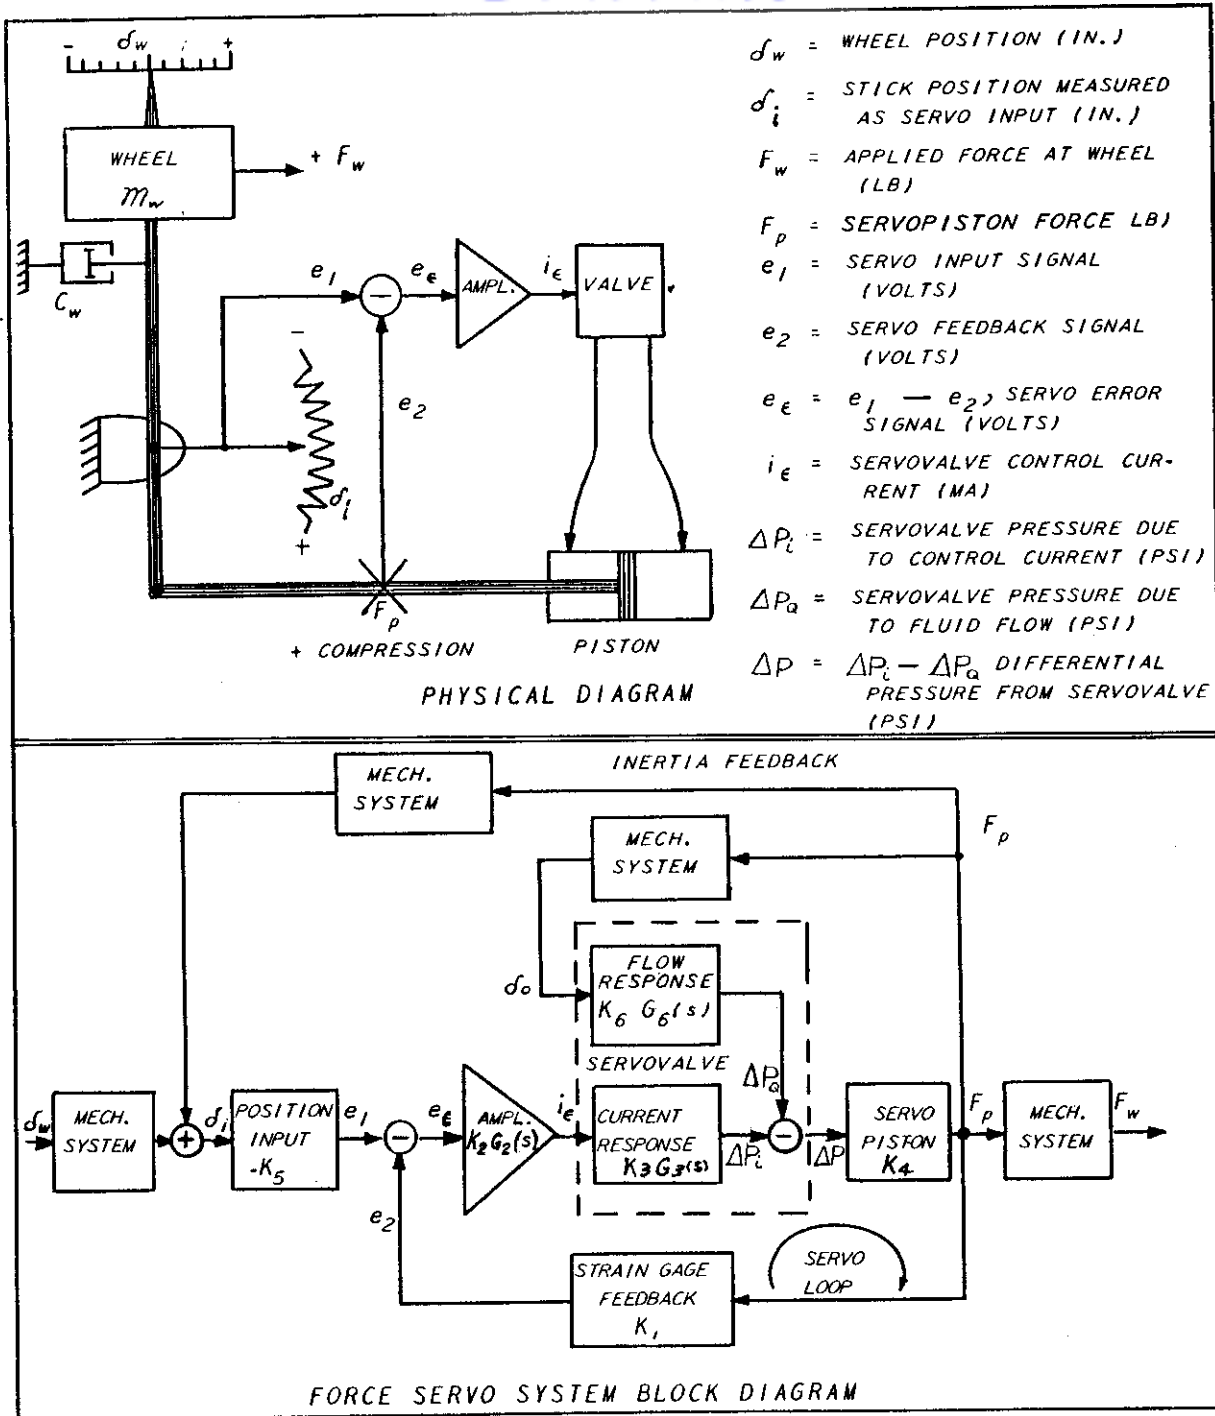 - δw +
WHEEL
mw
+ Fw
Cw
e1
e2
eε
AMPL.
iε
VALVE
-
δi
+
Fp
+ COMPRESSION
PISTON
PHYSICAL DIAGRAM
δw = WHEEL POSITION (IN.)
δi = STICK POSITION MEASURED
AS SERVO INPUT (IN.)
Fw = APPLIED FORCE AT WHEEL
(LB)
Fp = SERVOPISTON FORCE LB)
e1 = SERVO INPUT SIGNAL
(VOLTS)
e2 = SERVO FEEDBACK SIGNAL
(VOLTS)
eε = e1 — e2, SERVO ERROR
SIGNAL (VOLTS)
iε = SERVOVALVE CONTROL CUR-
RENT (MA)
ΔPi = SERVOVALVE PRESSURE DUE
TO CONTROL CURRENT (PSI)
ΔPQ = SERVOVALVE PRESSURE DUE
TO FLUID FLOW (PSI)
ΔP = ΔPi — ΔPQ DIFFERENTIAL
PRESSURE FROM SERVOVALVE
(PSI)
INERTIA FEEDBACK
MECH.
SYSTEM
Fp
MECH.
SYSTEM
δo
FLOW
RESPONSE
K6 G6(s)
SERVOVALVE
ΔPQ
δw
MECH.
SYSTEM
+
δi
POSITION
INPUT
-K5
e1
-
eε
AMPL.
K2G2(s)
iε
CURRENT
RESPONSE
K3G3(s)
ΔPi
-
ΔP
SERVO
PISTON
K4
Fp
MECH.
SYSTEM
Fw
e2
STRAIN GAGE
FEEDBACK
K1
SERVO
LOOP
FORCE SERVO SYSTEM BLOCK DIAGRAM